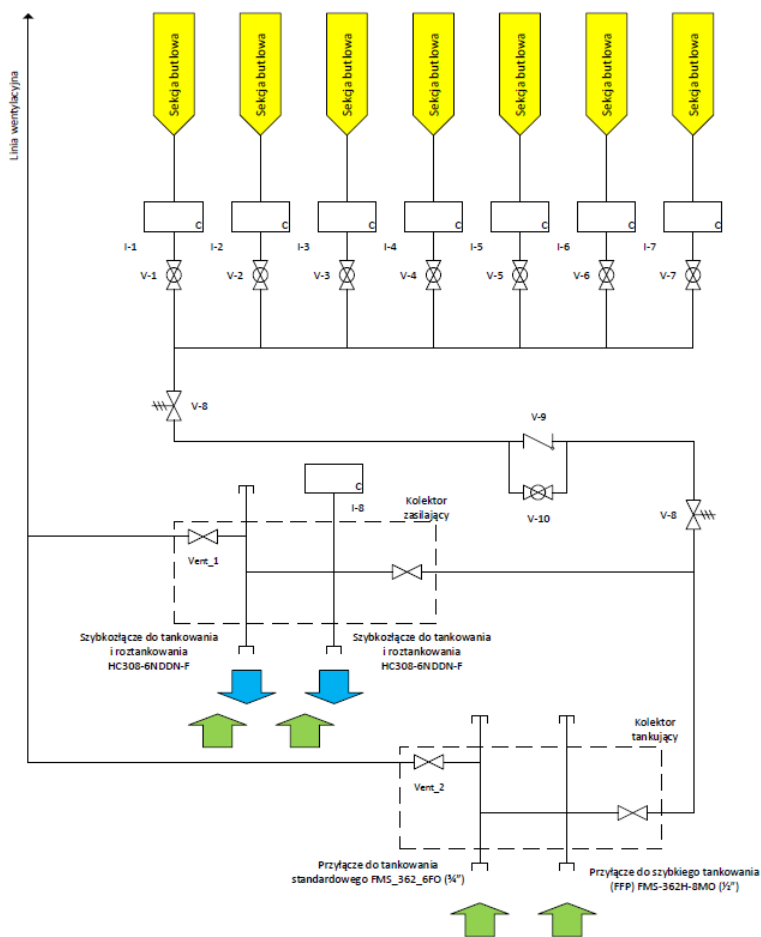 Linia wentylacyjna
Sekcja butlowa
Sekcja butlowa
Sekcja butlowa
Sekcja butlowa
Sekcja butlowa
Sekcja butlowa
Sekcja butlowa
C
C
C
C
C
C
C
I-1
I-2
I-3
I-4
I-5
I-6
I-7
V-1
V-2
V-3
V-4
V-5
V-6
V-7
V-8
V-9
V-10
V-8
C
I-8
Kolektor
zasilający
Vent_1
Szybkozłącze do tankowania
i roztankowania
HC308-6NDDN-F
Szybkozłącze do tankowania
i roztankowania
HC308-6NDDN-F
Kolektor
tankujący
Vent_2
Przyłącze do tankowania
standardowego FMS_362_6FO (¾")
Przyłącze do szybkiego tankowania
(FFP) FMS-362H-8MO (½")